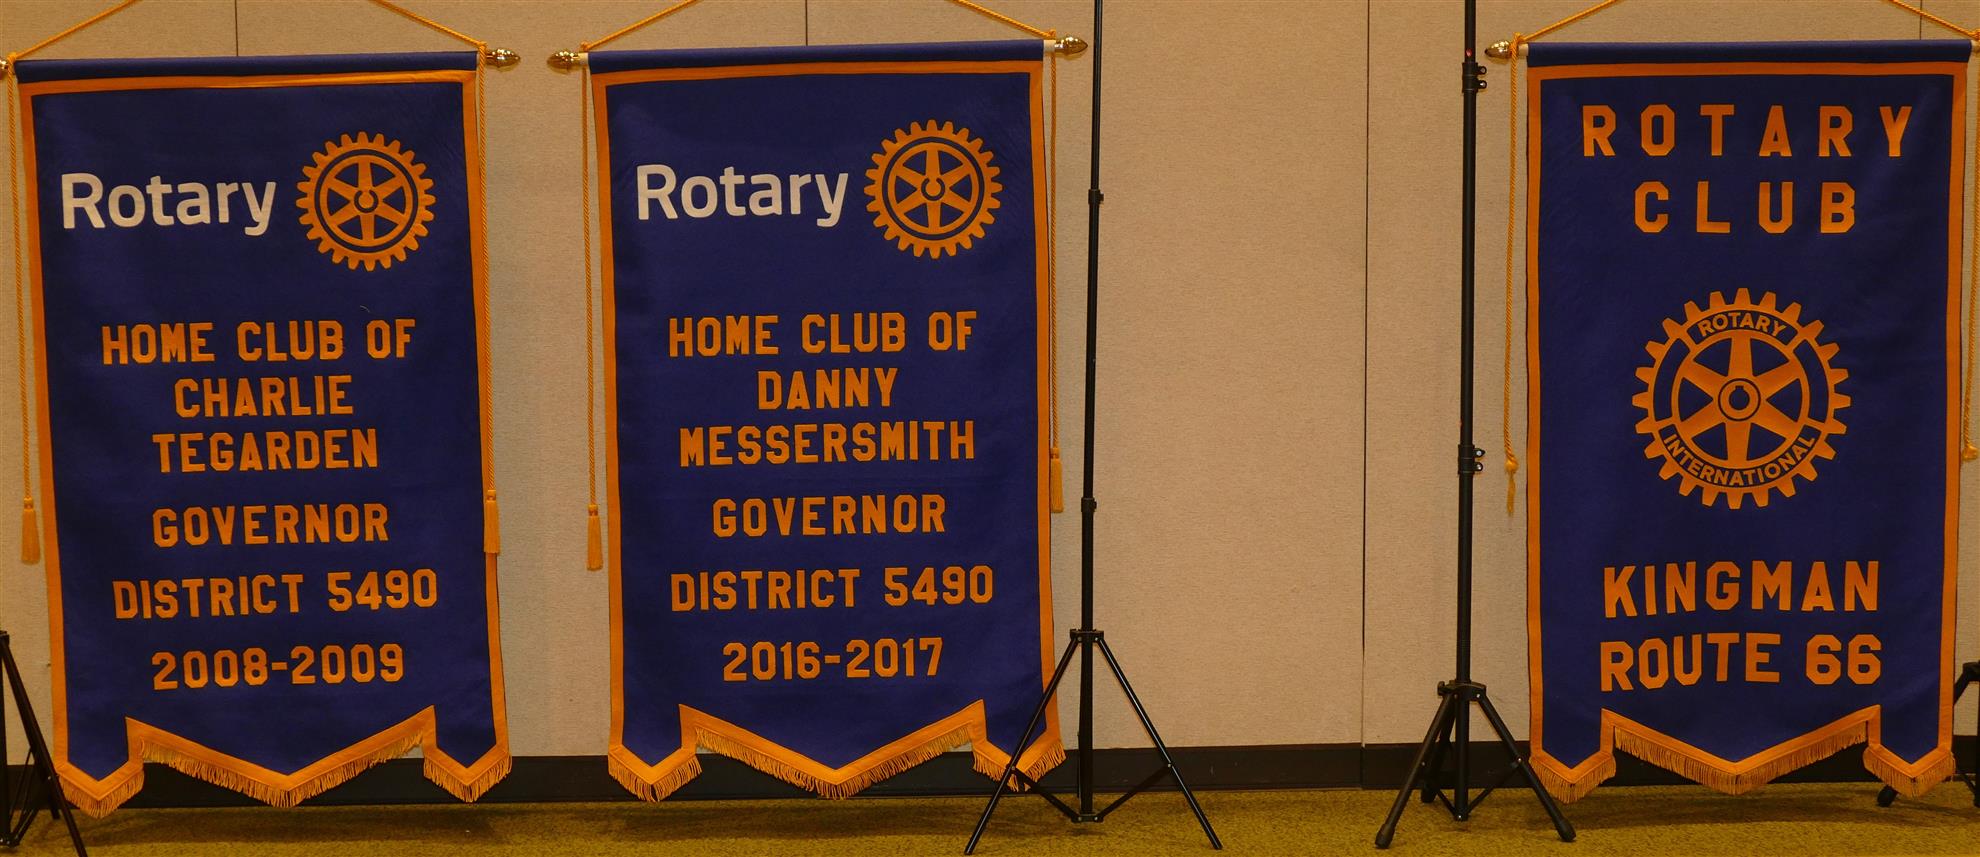 Rotary
HOME CLUB OF
CHARLIE
TEGARDEN
GOVERNOR
DISTRICT 5490
2008-2009
Rotary
HOME CLUB OF
DANNY
MESSERSMITH
GOVERNOR
DISTRICT 5490
2016-2017
ROTARY
CLUB
ROTARY
INTERNATIONAL
KINGMAN
ROUTE 66